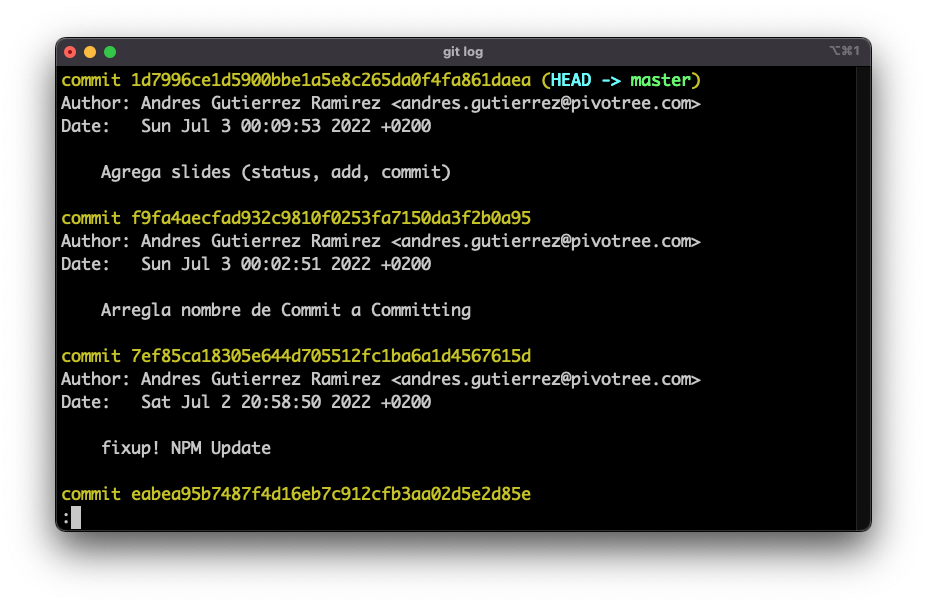 git log
⌥⌘1
commit 1d7996ce1d5900bbe1a5e8c265da0f4fa861daea (HEAD -> master)
Author: Andres Gutierrez Ramirez <andres.gutierrez@pivotree.com>
Date:   Sun Jul 3 00:09:53 2022 +0200
Agrega slides (status, add, commit)
commit f9fa4aecfad932c9810f0253fa7150da3f2b0a95
Author: Andres Gutierrez Ramirez <andres.gutierrez@pivotree.com>
Date:   Sun Jul 3 00:02:51 2022 +0200
Arregla nombre de Commit a Committing
commit 7ef85ca18305e644d705512fc1ba6a1d4567615d
Author: Andres Gutierrez Ramirez <andres.gutierrez@pivotree.com>
Date:   Sat Jul 2 20:58:50 2022 +0200
fixup! NPM Update
commit eabea95b7487f4d16eb7c912cfb3aa02d5e2d85e
: